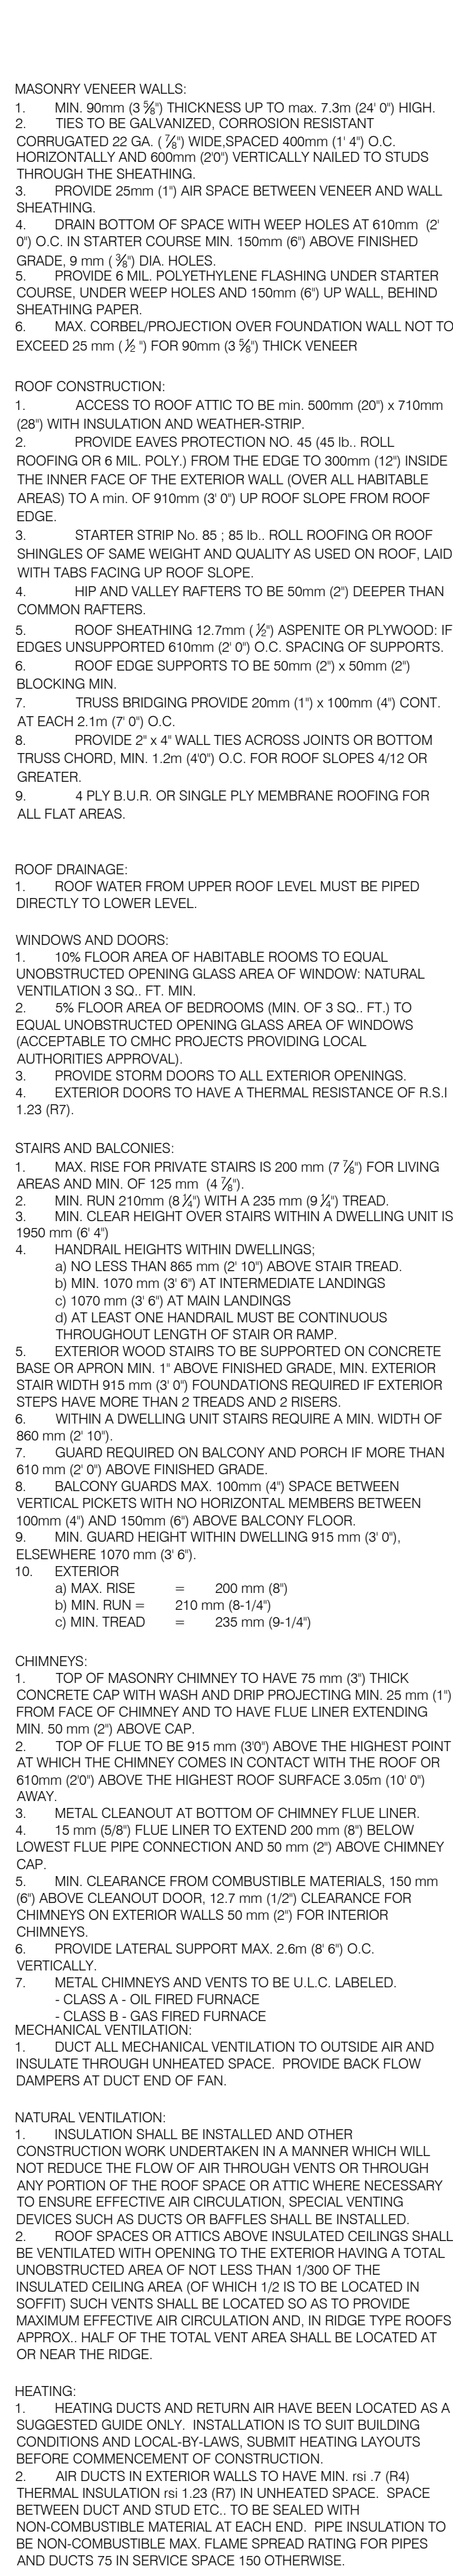 MASONRY VENEER WALLS:
1. MIN. 90mm (3 ⅝") THICKNESS UP TO max. 7.3m (24' 0") HIGH.
2. TIES TO BE GALVANIZED, CORROSION RESISTANT
CORRUGATED 22 GA. ( ⅞") WIDE,SPACED 400mm (1' 4") O.C.
HORIZONTALLY AND 600mm (2'0") VERTICALLY NAILED TO STUDS
THROUGH THE SHEATHING.
3. PROVIDE 25mm (1") AIR SPACE BETWEEN VENEER AND WALL
SHEATHING.
4. DRAIN BOTTOM OF SPACE WITH WEEP HOLES AT 610mm (2'
0") O.C. IN STARTER COURSE MIN. 150mm (6") ABOVE FINISHED
GRADE, 9 mm ( ⅜") DIA. HOLES.
5. PROVIDE 6 MIL. POLYETHYLENE FLASHING UNDER STARTER
COURSE, UNDER WEEP HOLES AND 150mm (6") UP WALL, BEHIND
SHEATHING PAPER.
6. MAX. CORBEL/PROJECTION OVER FOUNDATION WALL NOT TO
EXCEED 25 mm ( ½ ") FOR 90mm (3 ⅝") THICK VENEER
ROOF CONSTRUCTION:
1. ACCESS TO ROOF ATTIC TO BE min. 500mm (20") x 710mm
(28") WITH INSULATION AND WEATHER-STRIP.
2. PROVIDE EAVES PROTECTION NO. 45 (45 lb.. ROLL
ROOFING OR 6 MIL. POLY.) FROM THE EDGE TO 300mm (12") INSIDE
THE INNER FACE OF THE EXTERIOR WALL (OVER ALL HABITABLE
AREAS) TO A min. OF 910mm (3' 0") UP ROOF SLOPE FROM ROOF
EDGE.
3. STARTER STRIP No. 85 ; 85 lb.. ROLL ROOFING OR ROOF
SHINGLES OF SAME WEIGHT AND QUALITY AS USED ON ROOF, LAID
WITH TABS FACING UP ROOF SLOPE.
4. HIP AND VALLEY RAFTERS TO BE 50mm (2") DEEPER THAN
COMMON RAFTERS.
5. ROOF SHEATHING 12.7mm ( ½") ASPENITE OR PLYWOOD: IF
EDGES UNSUPPORTED 610mm (2' 0") O.C. SPACING OF SUPPORTS.
6. ROOF EDGE SUPPORTS TO BE 50mm (2") x 50mm (2")
BLOCKING MIN.
7. TRUSS BRIDGING PROVIDE 20mm (1") x 100mm (4") CONT.
AT EACH 2.1m (7' 0") O.C.
8. PROVIDE 2" x 4" WALL TIES ACROSS JOINTS OR BOTTOM
TRUSS CHORD, MIN. 1.2m (4'0") O.C. FOR ROOF SLOPES 4/12 OR
GREATER.
9. 4 PLY B.U.R. OR SINGLE PLY MEMBRANE ROOFING FOR
ALL FLAT AREAS.
ROOF DRAINAGE:
1. ROOF WATER FROM UPPER ROOF LEVEL MUST BE PIPED
DIRECTLY TO LOWER LEVEL.
WINDOWS AND DOORS:
1. 10% FLOOR AREA OF HABITABLE ROOMS TO EQUAL
UNOBSTRUCTED OPENING GLASS AREA OF WINDOW: NATURAL
VENTILATION 3 SQ.. FT. MIN.
2. 5% FLOOR AREA OF BEDROOMS (MIN. OF 3 SQ.. FT.) TO
EQUAL UNOBSTRUCTED OPENING GLASS AREA OF WINDOWS
(ACCEPTABLE TO CMHC PROJECTS PROVIDING LOCAL
AUTHORITIES APPROVAL).
3. PROVIDE STORM DOORS TO ALL EXTERIOR OPENINGS.
4. EXTERIOR DOORS TO HAVE A THERMAL RESISTANCE OF R.S.I
1.23 (R7).
STAIRS AND BALCONIES:
1. MAX. RISE FOR PRIVATE STAIRS IS 200 mm (7 ⅞") FOR LIVING
AREAS AND MIN. OF 125 mm (4 ⅞").
2. MIN. RUN 210mm (8 ¼") WITH A 235 mm (9 ¼") TREAD.
3. MIN. CLEAR HEIGHT OVER STAIRS WITHIN A DWELLING UNIT IS
1950 mm (6' 4")
4. HANDRAIL HEIGHTS WITHIN DWELLINGS;
a) NO LESS THAN 865 mm (2' 10") ABOVE STAIR TREAD.
b) MIN. 1070 mm (3' 6") AT INTERMEDIATE LANDINGS
c) 1070 mm (3' 6") AT MAIN LANDINGS
d) AT LEAST ONE HANDRAIL MUST BE CONTINUOUS
THROUGHOUT LENGTH OF STAIR OR RAMP.
5. EXTERIOR WOOD STAIRS TO BE SUPPORTED ON CONCRETE
BASE OR APRON MIN. 1" ABOVE FINISHED GRADE, MIN. EXTERIOR
STAIR WIDTH 915 mm (3' 0") FOUNDATIONS REQUIRED IF EXTERIOR
STEPS HAVE MORE THAN 2 TREADS AND 2 RISERS.
6. WITHIN A DWELLING UNIT STAIRS REQUIRE A MIN. WIDTH OF
860 mm (2' 10").
7. GUARD REQUIRED ON BALCONY AND PORCH IF MORE THAN
610 mm (2' 0") ABOVE FINISHED GRADE.
8. BALCONY GUARDS MAX. 100mm (4") SPACE BETWEEN
VERTICAL PICKETS WITH NO HORIZONTAL MEMBERS BETWEEN
100mm (4") AND 150mm (6") ABOVE BALCONY FLOOR.
9. MIN. GUARD HEIGHT WITHIN DWELLING 915 mm (3' 0"),
ELSEWHERE 1070 mm (3' 6").
10. EXTERIOR
a) MAX. RISE = 200 mm (8")
b) MIN. RUN = 210 mm (8-1/4")
c) MIN. TREAD = 235 mm (9-1/4")
CHIMNEYS:
1. TOP OF MASONRY CHIMNEY TO HAVE 75 mm (3") THICK
CONCRETE CAP WITH WASH AND DRIP PROJECTING MIN. 25 mm (1")
FROM FACE OF CHIMNEY AND TO HAVE FLUE LINER EXTENDING
MIN. 50 mm (2") ABOVE CAP.
2. TOP OF FLUE TO BE 915 mm (3'0") ABOVE THE HIGHEST POINT
AT WHICH THE CHIMNEY COMES IN CONTACT WITH THE ROOF OR
610mm (2'0") ABOVE THE HIGHEST ROOF SURFACE 3.05m (10' 0")
AWAY.
3. METAL CLEANOUT AT BOTTOM OF CHIMNEY FLUE LINER.
4. 15 mm (5/8") FLUE LINER TO EXTEND 200 mm (8") BELOW
LOWEST FLUE PIPE CONNECTION AND 50 mm (2") ABOVE CHIMNEY
CAP.
5. MIN. CLEARANCE FROM COMBUSTIBLE MATERIALS, 150 mm
(6") ABOVE CLEANOUT DOOR, 12.7 mm (1/2") CLEARANCE FOR
CHIMNEYS ON EXTERIOR WALLS 50 mm (2") FOR INTERIOR
CHIMNEYS.
6. PROVIDE LATERAL SUPPORT MAX. 2.6m (8' 6") O.C.
VERTICALLY.
7. METAL CHIMNEYS AND VENTS TO BE U.L.C. LABELED.
- CLASS A - OIL FIRED FURNACE
- CLASS B - GAS FIRED FURNACE
MECHANICAL VENTILATION:
1. DUCT ALL MECHANICAL VENTILATION TO OUTSIDE AIR AND
INSULATE THROUGH UNHEATED SPACE. PROVIDE BACK FLOW
DAMPERS AT DUCT END OF FAN.
NATURAL VENTILATION:
1. INSULATION SHALL BE INSTALLED AND OTHER
CONSTRUCTION WORK UNDERTAKEN IN A MANNER WHICH WILL
NOT REDUCE THE FLOW OF AIR THROUGH VENTS OR THROUGH
ANY PORTION OF THE ROOF SPACE OR ATTIC WHERE NECESSARY
TO ENSURE EFFECTIVE AIR CIRCULATION, SPECIAL VENTING
DEVICES SUCH AS DUCTS OR BAFFLES SHALL BE INSTALLED.
2. ROOF SPACES OR ATTICS ABOVE INSULATED CEILINGS SHALL
BE VENTILATED WITH OPENING TO THE EXTERIOR HAVING A TOTAL
UNOBSTRUCTED AREA OF NOT LESS THAN 1/300 OF THE
INSULATED CEILING AREA (OF WHICH 1/2 IS TO BE LOCATED IN
SOFFIT) SUCH VENTS SHALL BE LOCATED SO AS TO PROVIDE
MAXIMUM EFFECTIVE AIR CIRCULATION AND, IN RIDGE TYPE ROOFS
APPROX.. HALF OF THE TOTAL VENT AREA SHALL BE LOCATED AT
OR NEAR THE RIDGE.
HEATING:
1. HEATING DUCTS AND RETURN AIR HAVE BEEN LOCATED AS A
SUGGESTED GUIDE ONLY. INSTALLATION IS TO SUIT BUILDING
CONDITIONS AND LOCAL-BY-LAWS, SUBMIT HEATING LAYOUTS
BEFORE COMMENCEMENT OF CONSTRUCTION.
2. AIR DUCTS IN EXTERIOR WALLS TO HAVE MIN. rsi .7 (R4)
THERMAL INSULATION rsi 1.23 (R7) IN UNHEATED SPACE. SPACE
BETWEEN DUCT AND STUD ETC.. TO BE SEALED WITH
NON-COMBUSTIBLE MATERIAL AT EACH END. PIPE INSULATION TO
BE NON-COMBUSTIBLE MAX. FLAME SPREAD RATING FOR PIPES
AND DUCTS 75 IN SERVICE SPACE 150 OTHERWISE.